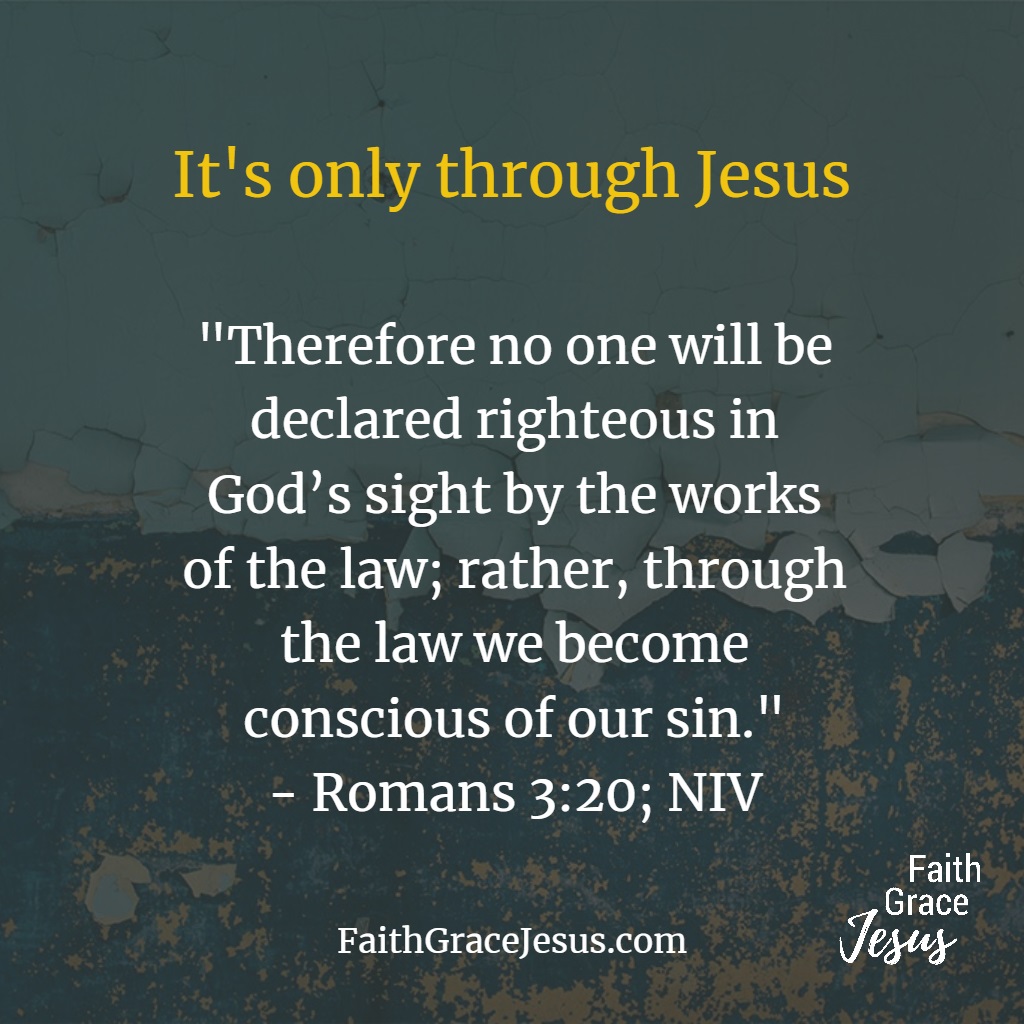 It's only through Jesus
"Therefore no one will be
declared righteous in
God’s sight by the works
of the law; rather, through
the law we become
conscious of our sin."
- Romans 3:20; NIV
Faith
Grace
Jesus
FaithGraceJesus.com